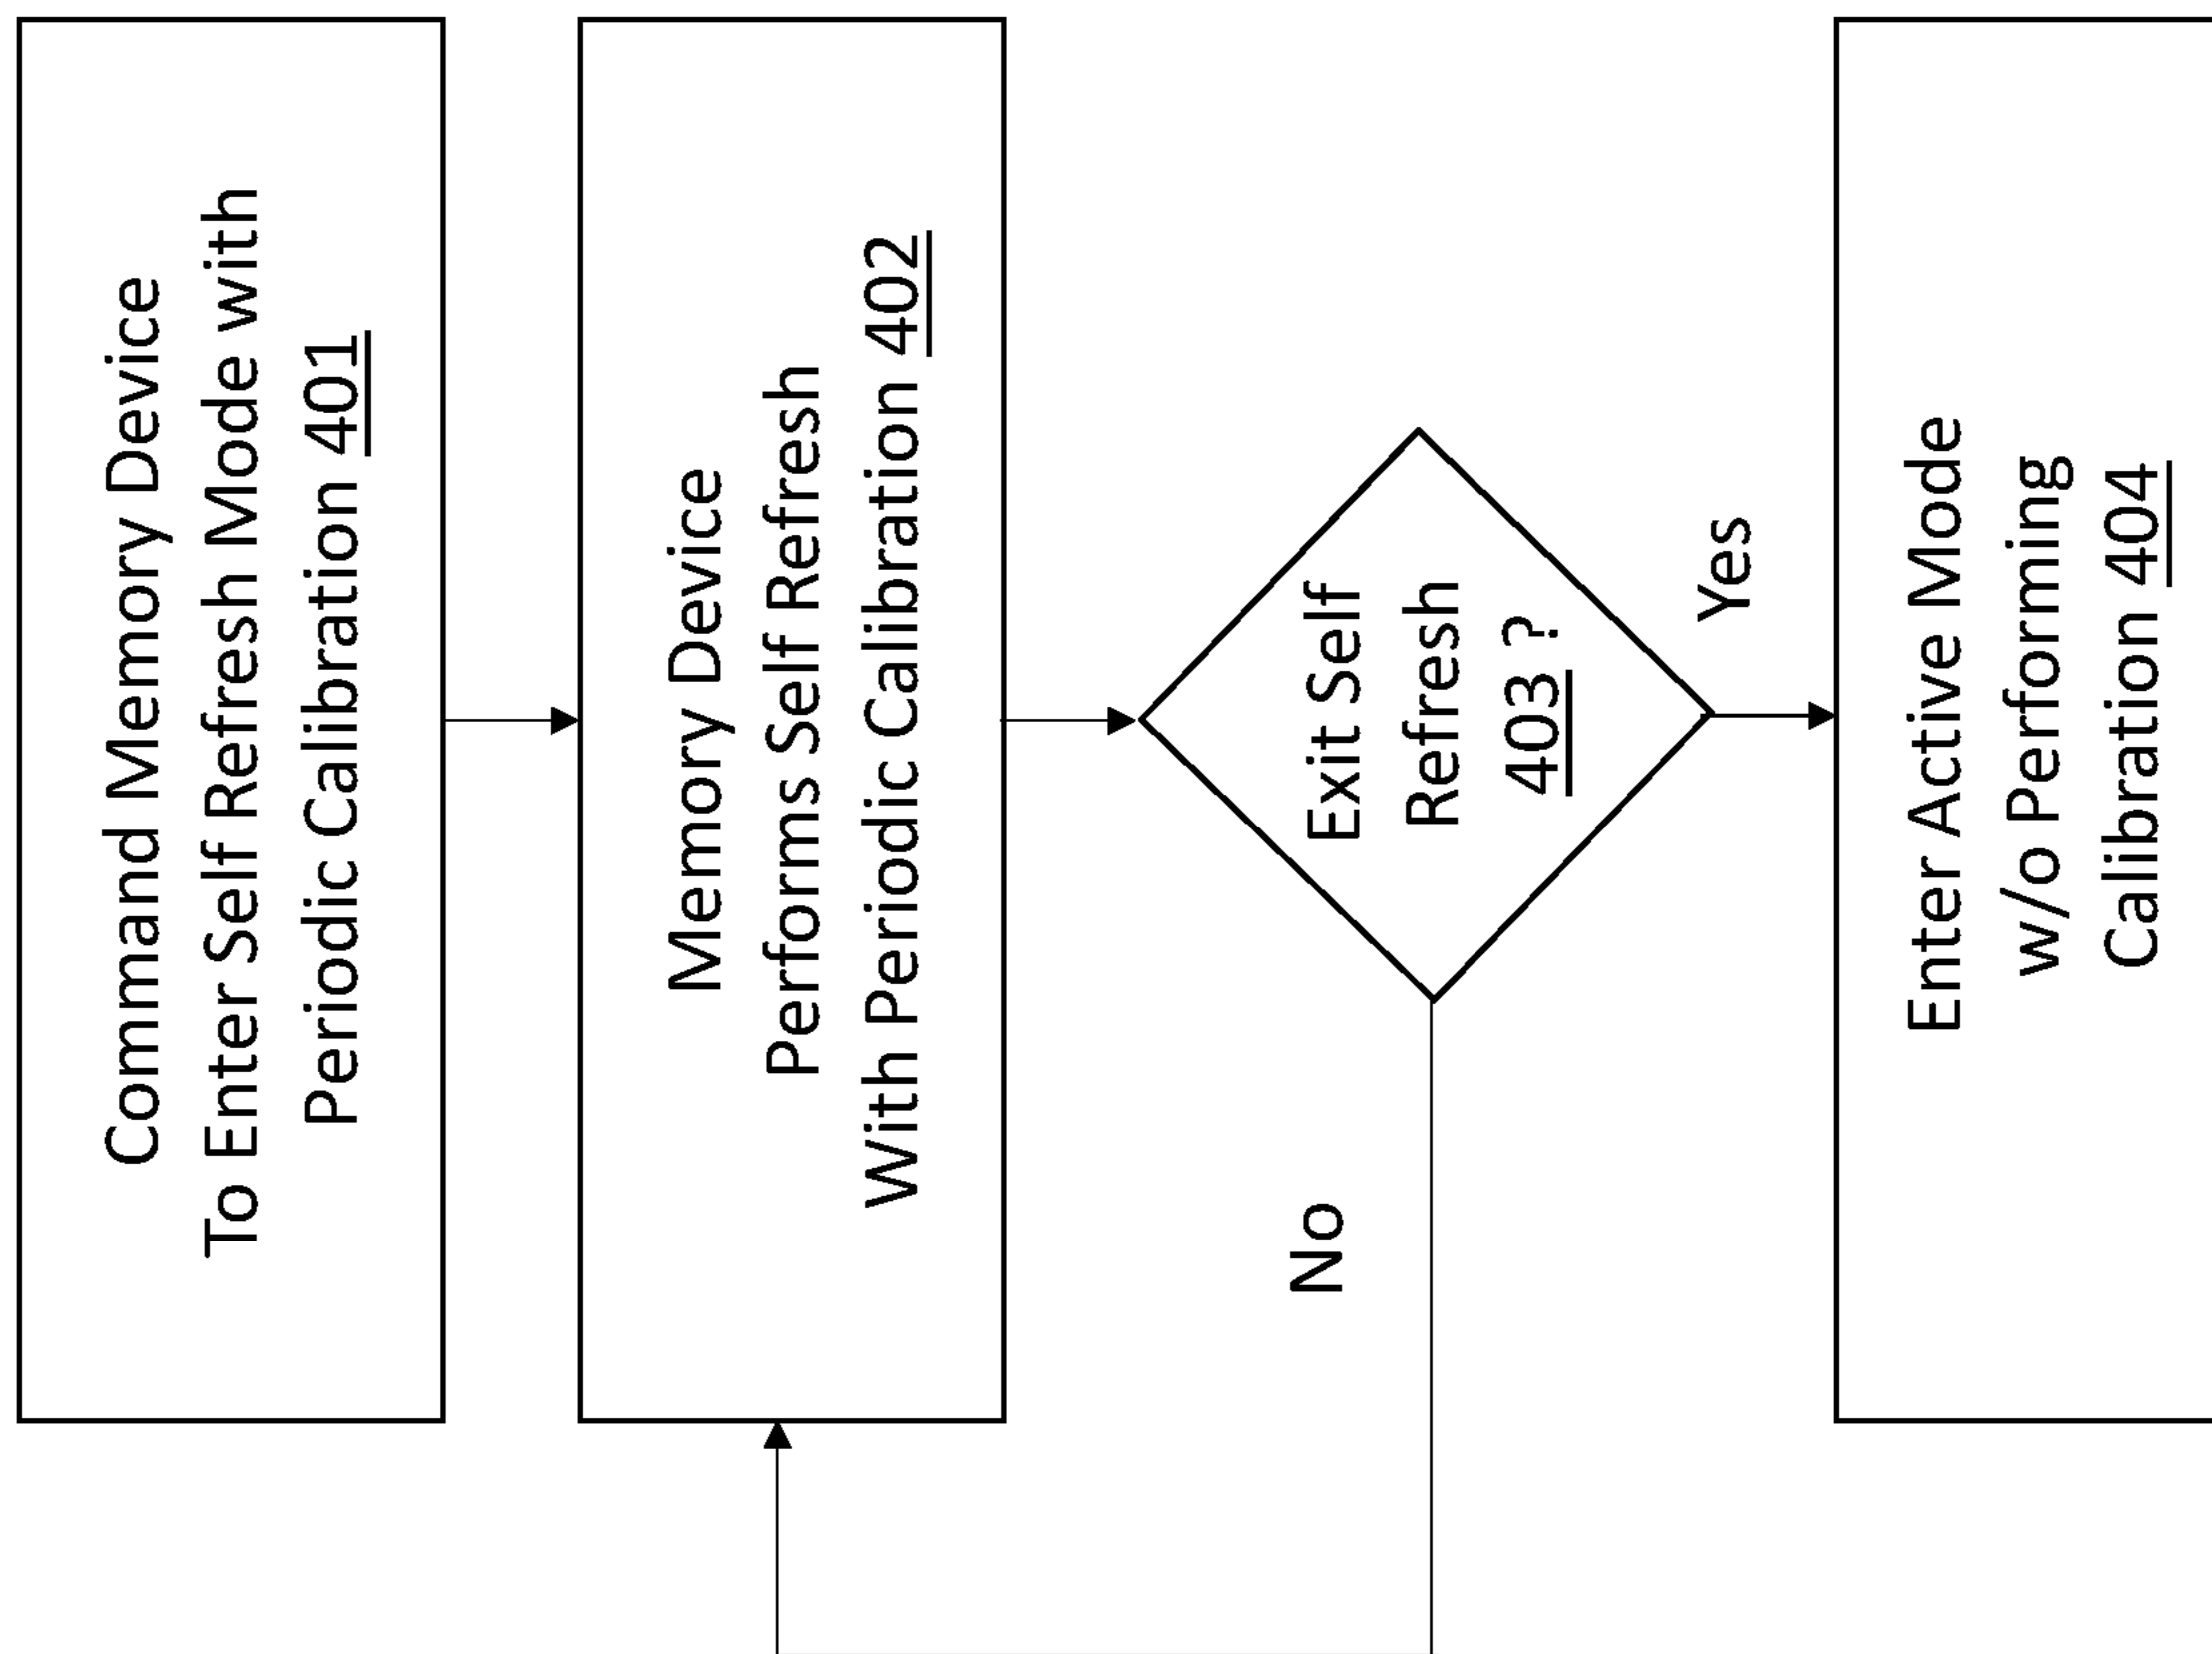 Command Memory Device
To Enter Self Refresh Mode with
Periodic Calibration 401
Memory Device
Performs Self Refresh
With Periodic Calibration 402
Exit Self
Refresh
403 ?
No
Yes
Enter Active Mode
w/o Performing
Calibration 404